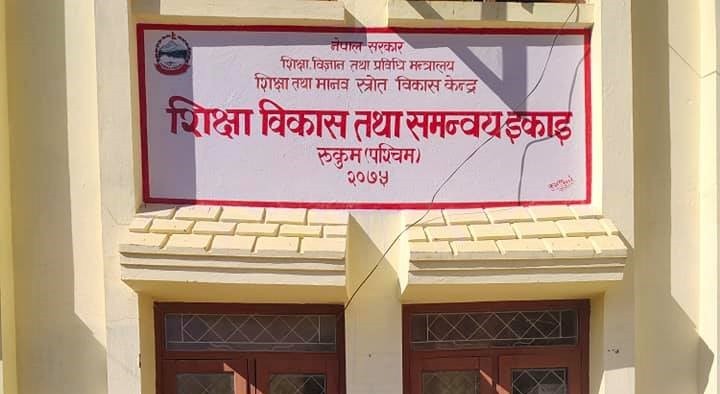 नेपाल सरकार
शिक्षा, विज्ञान तथा प्रविधि मन्त्रालय
शिक्षा तथा मानव स्त्रोत विकास केन्द्र
शिक्षा विकास तथा समन्वय इकाइ
रुकुम (पश्चिम)
२०७५